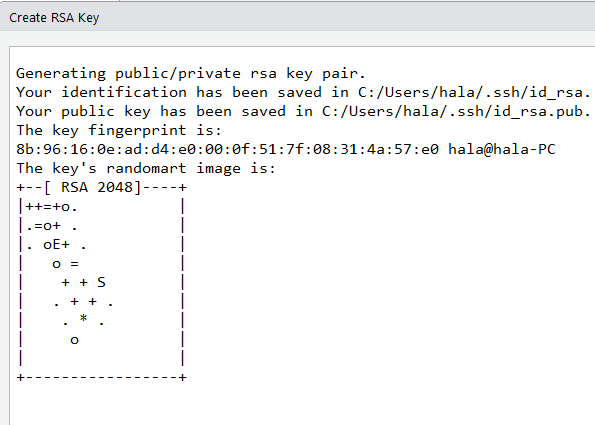 Create RSA Key
Generating public/private rsa key pair.
Your identification has been saved in C:/Users/hala/.ssh/id_rsa.
Your public key has been saved in C:/Users/hala/.ssh/id_rsa.pub.
The key fingerprint is:
8b:96:16:0e:ad:d4:e0:00:0f:51:7f:08:31:4a:57:e0 hala@hala-PC
The key's randomart image is:
+--[ RSA 2048]----+
|++=+o.           |
|.=o+ .           |
|. oE+ .          |
|   o =           |
|    + + S        |
|   . + + .       |
|    . * .        |
|     o           |
|                 |
+-----------------+